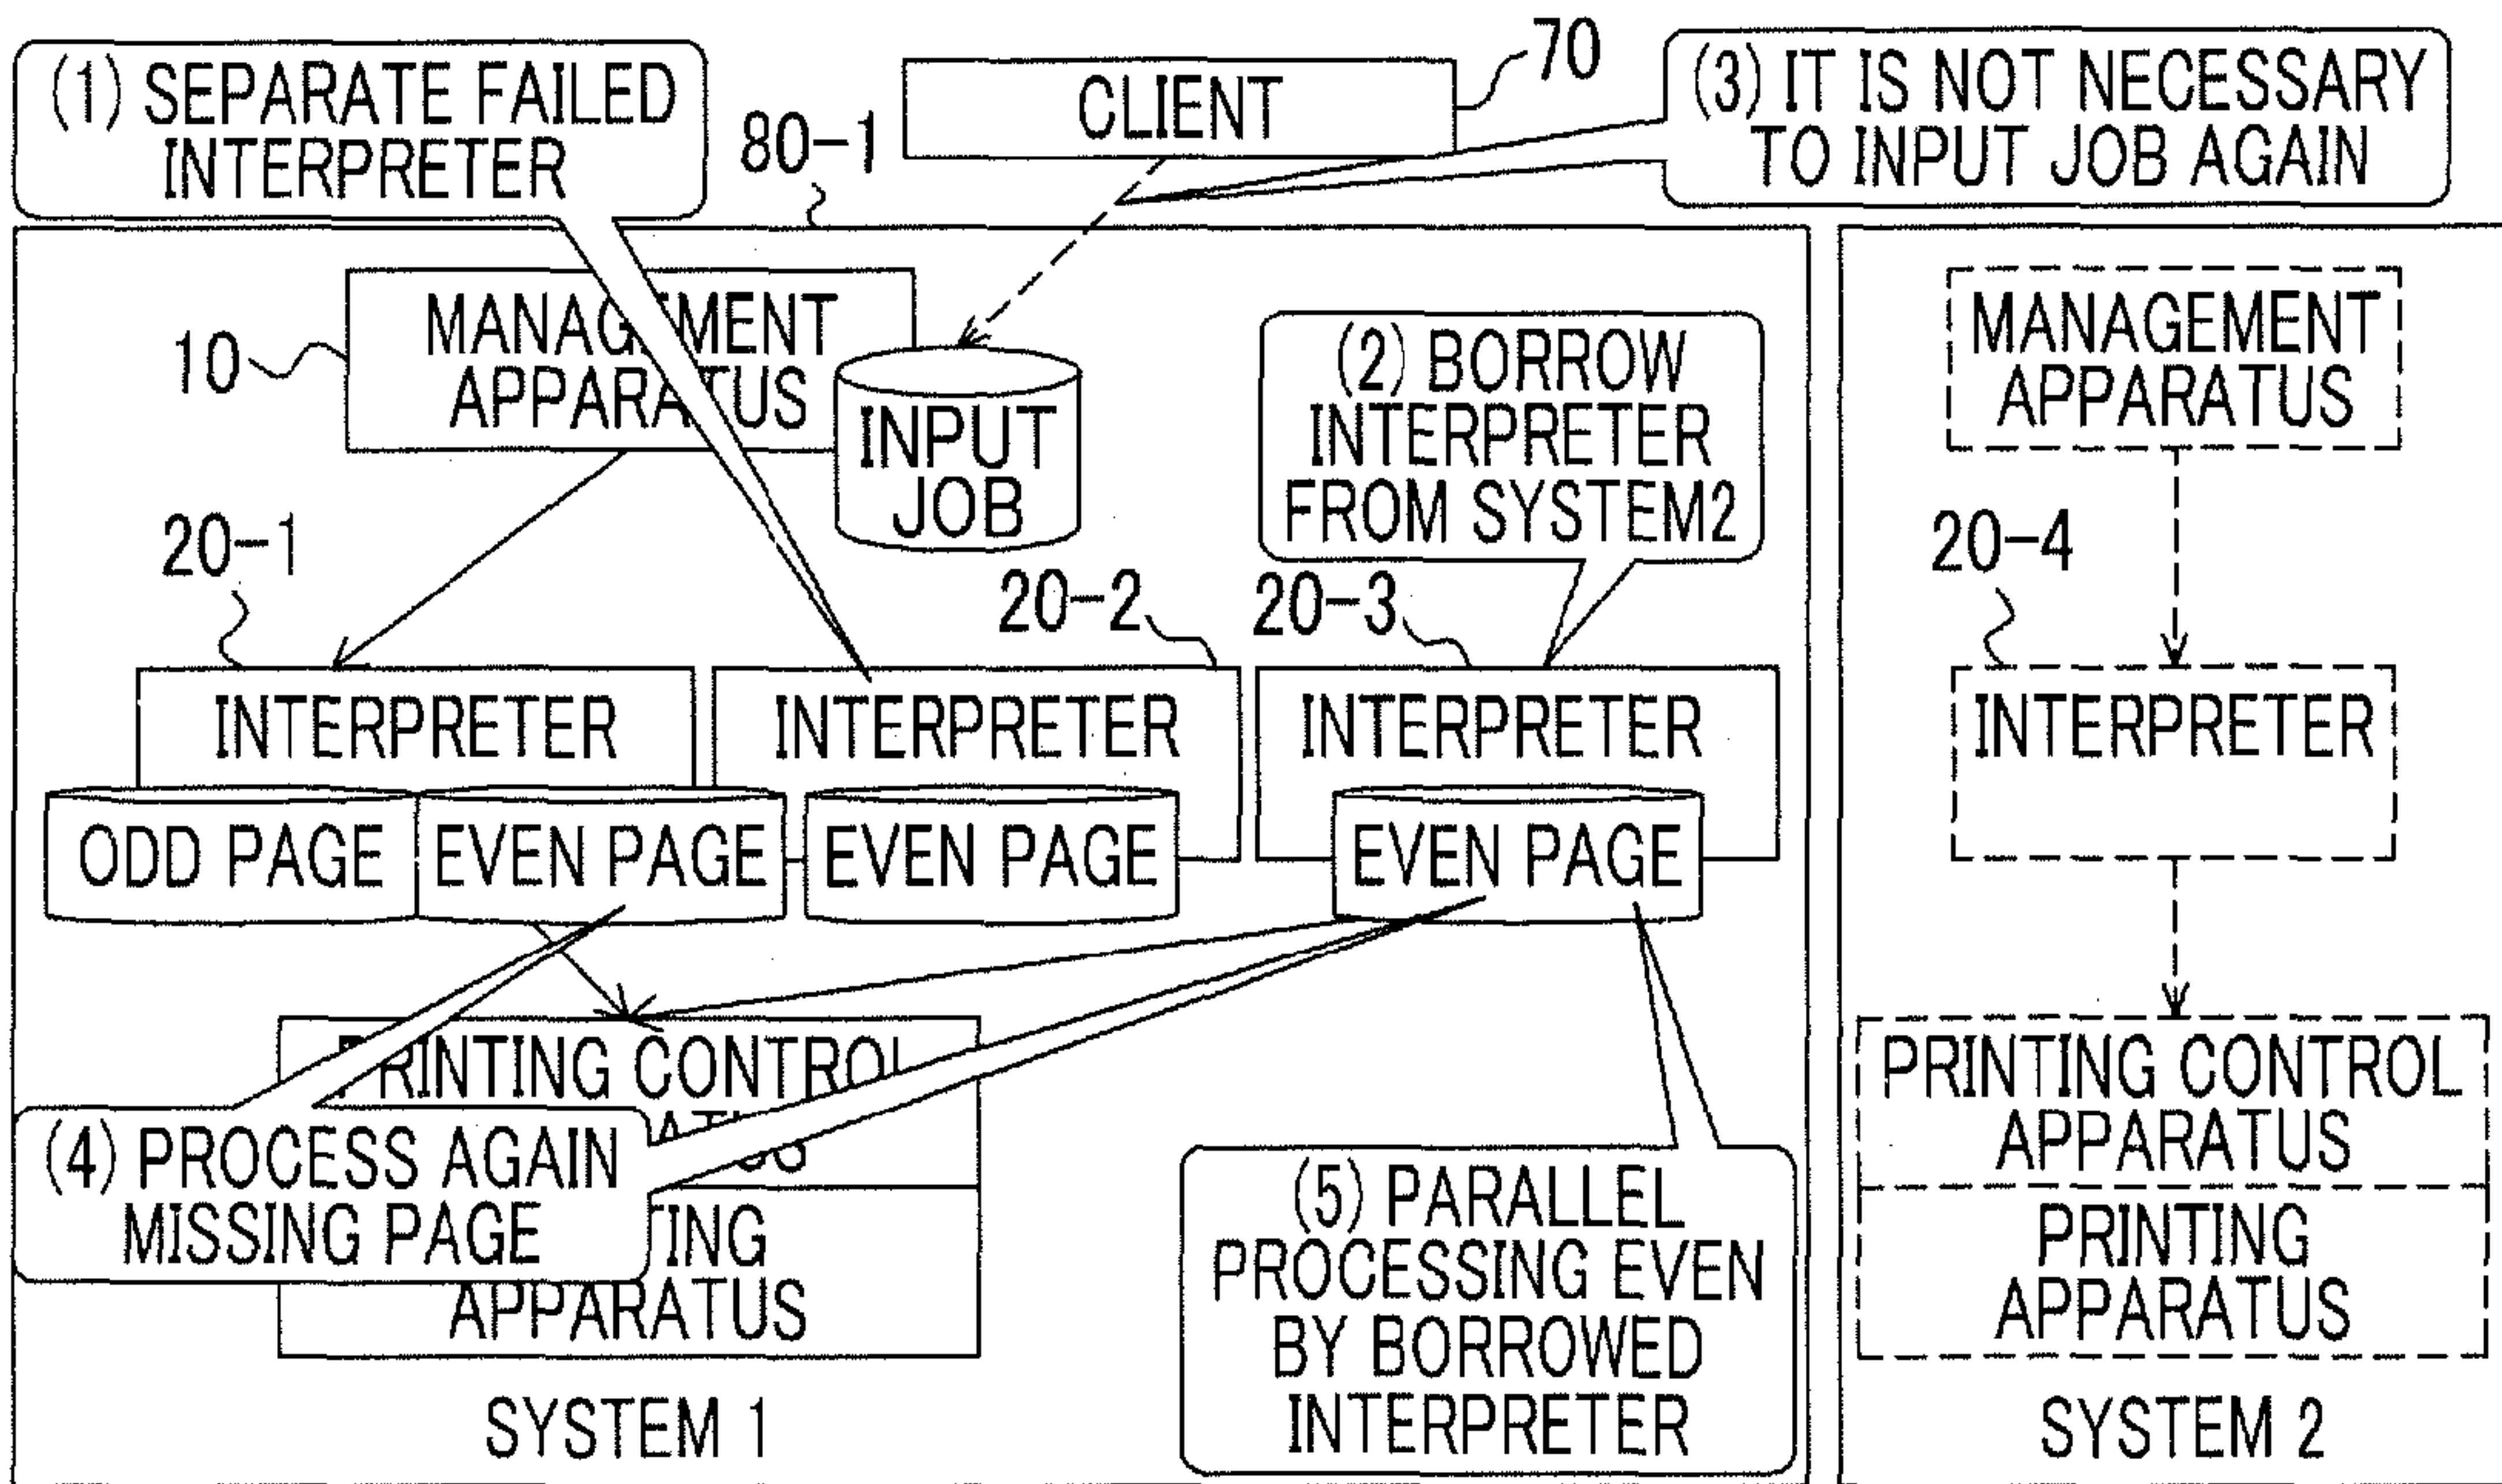 (1) SEPARATE FAILED
INTERPRETER
80-1
CLIENT
70
(3) IT IS NOT NECESSARY
TO INPUT JOB AGAIN
10
MANAGEMENT
APPARATUS
INPUT
JOB
(2) BORROW
INTERPRETER
FROM SYSTEM2
MANAGEMENT
APPARATUS
20-1
20-2
20-3
20-4
INTERPRETER
INTERPRETER
INTERPRETER
INTERPRETER
ODD PAGE
EVEN PAGE
EVEN PAGE
EVEN PAGE
PRINTING CONTROL
(4) PROCESS AGAIN
MISSING PAGE
TING
APPARATUS
(5) PARALLEL
PROCESSING EVEN
BY BORROWED
INTERPRETER
PRINTING CONTROL
APPARATUS
PRINTING
APPARATUS
SYSTEM 1
SYSTEM 2